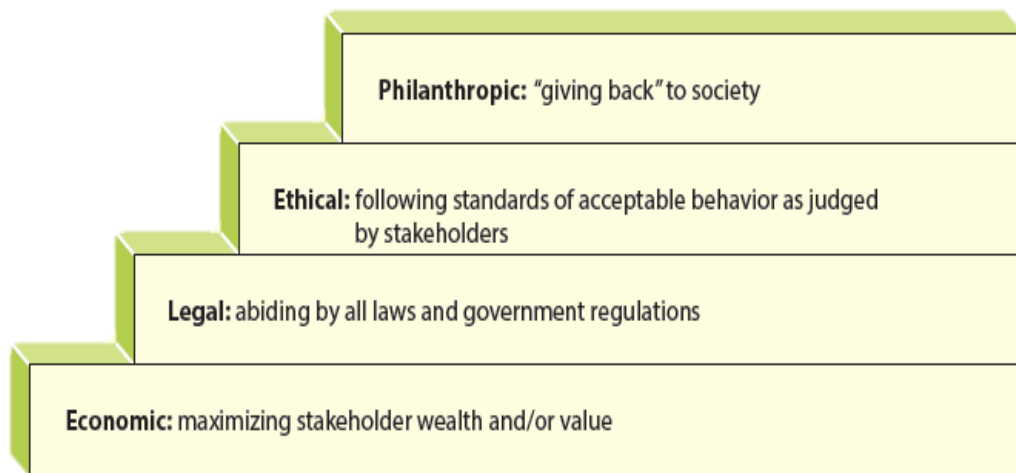 Philanthropic: “giving back” to society
Ethical: following standards of acceptable behavior as judged
by stakeholders
Legal: abiding by all laws and government regulations
Economic: maximizing stakeholder wealth and/or value